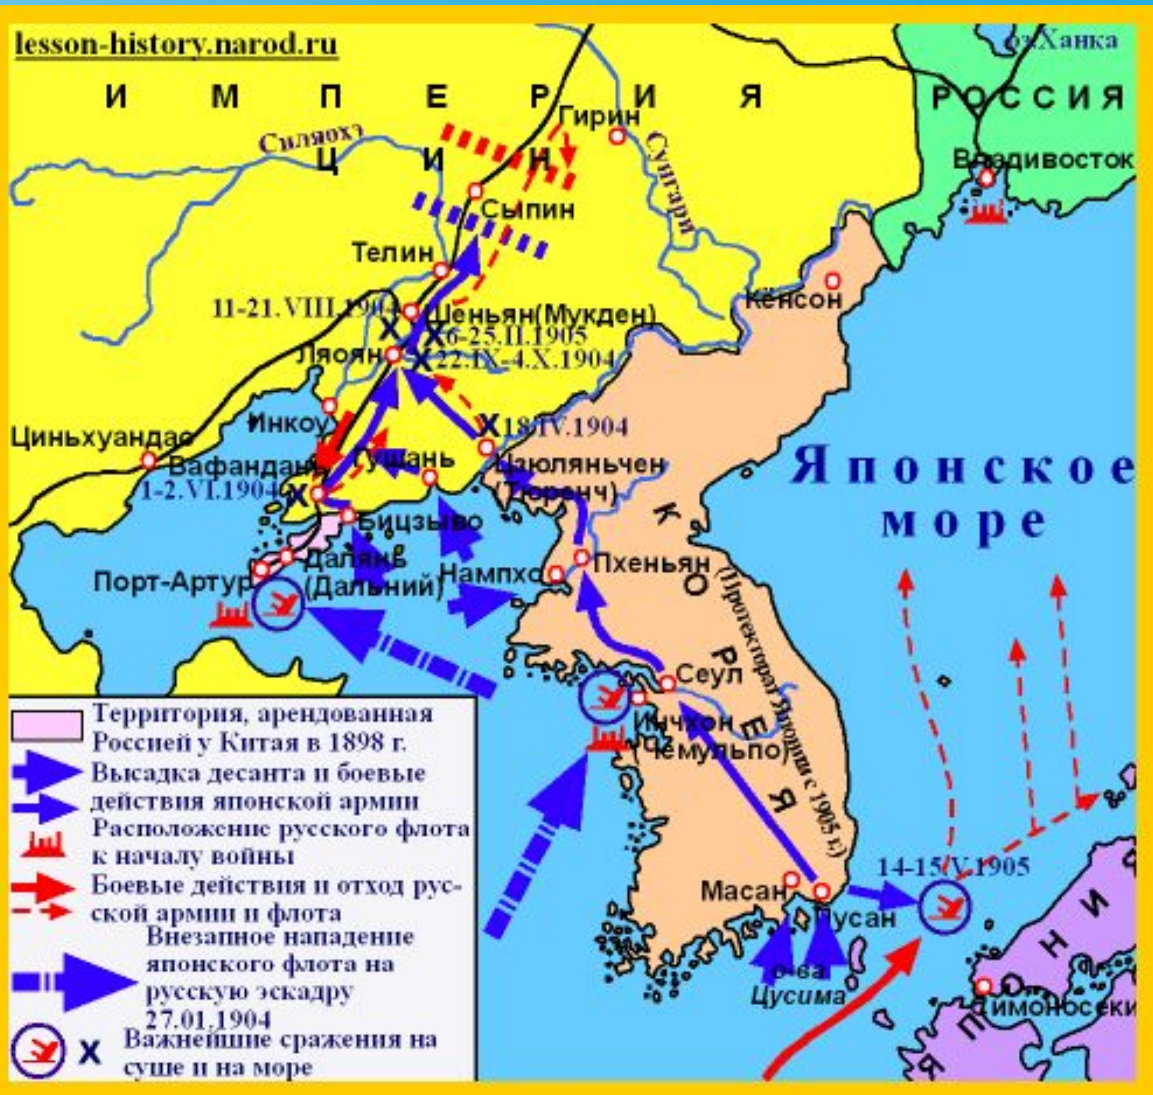 lesson-history.narod.ru
оз.Ханка
ИМПЕРИЯ
ЦИН
РОССИЯ
Гирин
Силяохэ
Сунгари
Владивосток
Сыпин
Телин
Кёнсон
11-21.VIII.1904
Шеньян(Мукден)
6-25.II.1905
Ляоян
22.IX-4.X.1904
Инкоу
18.IV.1904
Циньхуандао
Вафандянь
Гушань
Цзюляньчен
(Тюренч)
1-2.VI.1904
Японское
море
Бицзыво
Далянь
(Дальний)
Порт-Артур
Нампхо
Пхеньян
КОРЕЯ
(Протекторат Японии с 1905 г.)
Сеул
Инчхон
(Чемульпо)
14-15.V.1905
Масан
Пусан
о-ва
Цусима
Симоносеки
ЯПОНИЯ
Территория, арендованная
Россией у Китая в 1898 г.
Высадка десанта и боевые
действия японской армии
Расположение русского флота
к началу войны
Боевые действия и отход рус-
ской армии и флота
Внезапное нападение
японского флота на
русскую эскадру
27.01.1904
X Важнейшие сражения на
суше и на море